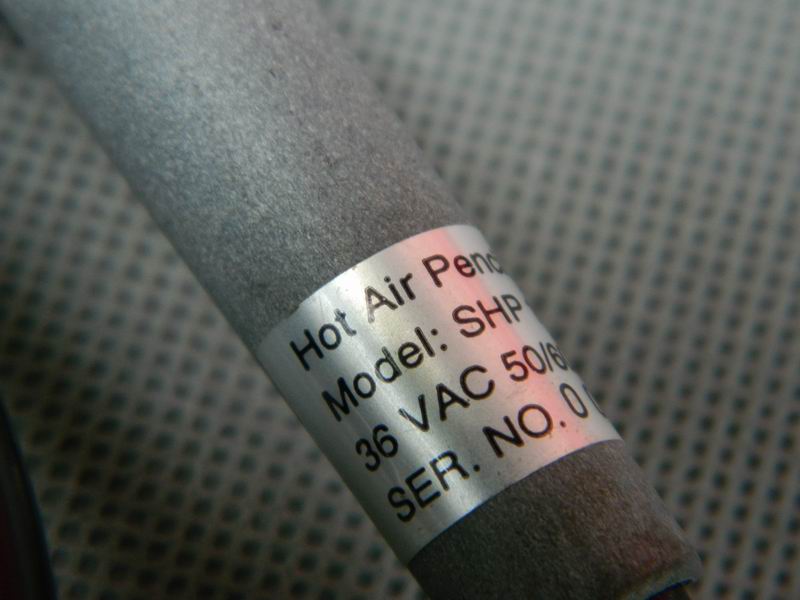 Hot Air Penc
Model: SHP
36 VAC 50/6
SER. NO. 0